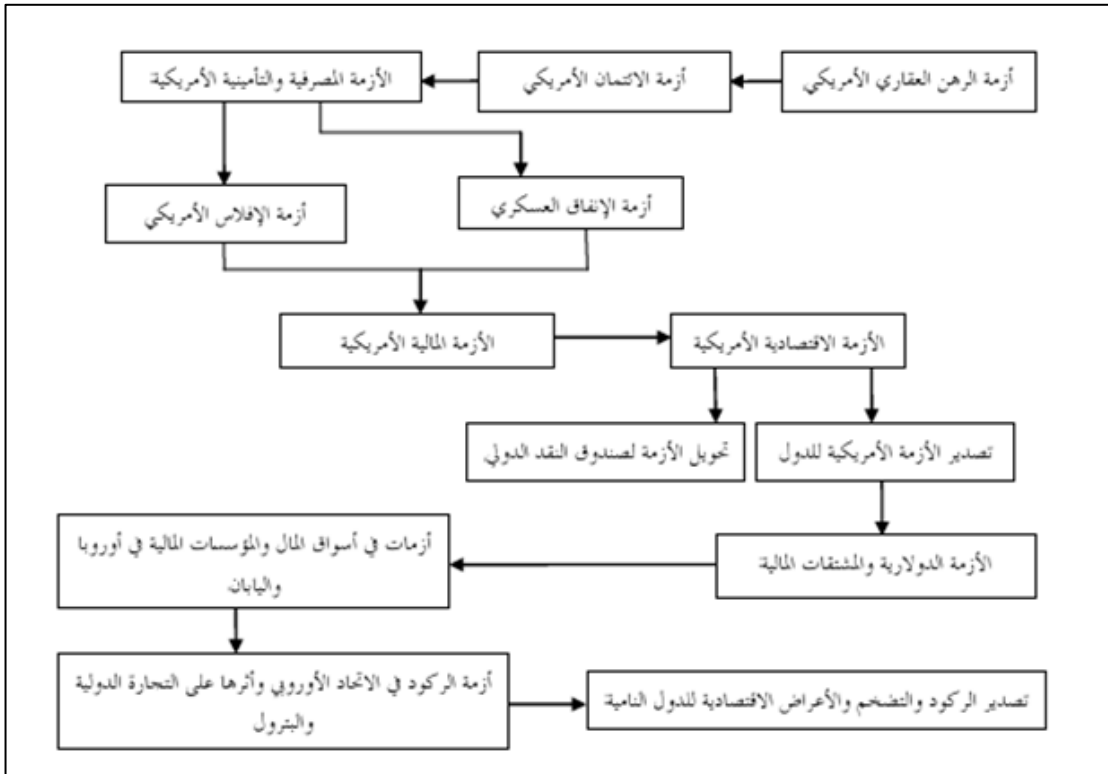 أزمة الرهن العقاري الأمريكي
أزمة الائتمان الأمريكي
الأزمة المصرفية والتأمينية الأمريكية
أزمة الإنفاق العسكري
أزمة الإفلاس الأمريكي
الأزمة المالية الأمريكية
الأزمة الاقتصادية الأمريكية
تصدير الأزمة الأمريكية للدول
تحويل الأزمة لصندوق النقد الدولي
الأزمة الدولارية والمشتقات المالية
أزمات في أسواق المال والمؤسسات المالية في أوروبا
واليابان
أزمة الركود في الاتحاد الأوروبي وأثرها على التجارة الدولية
والبترول
تصدير الركود والتضخم والأعراض الاقتصادية للدول النامية